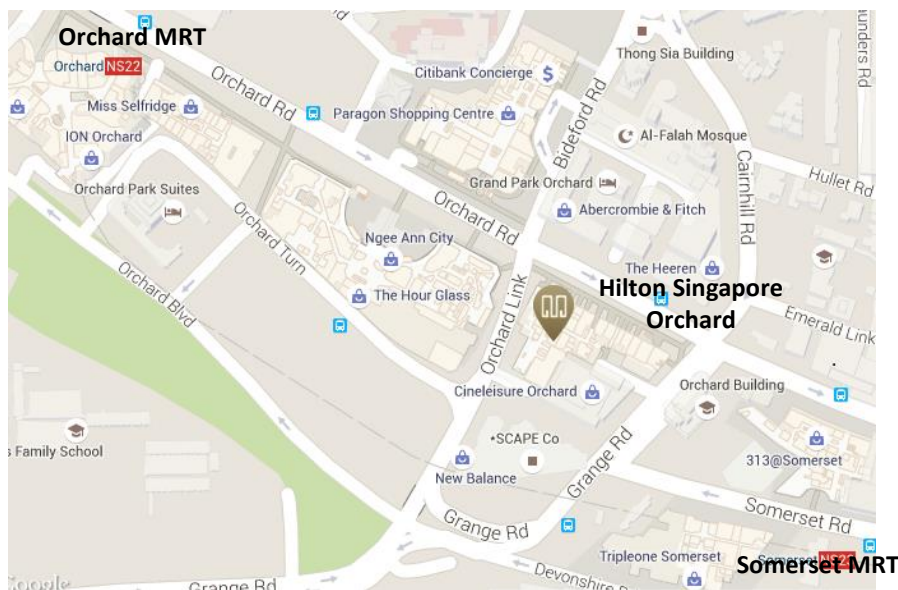 Orchard MRT
Orchard NS22
Miss Selfridge
ION Orchard
Orchard Park Suites
Orchard Rd
Citibank Concierge
Paragon Shopping Centre
Thong Sia Building
Bideford Rd
Al-Falah Mosque
Cairnhill Rd
Hullet Rd
Grand Park Orchard
Abercrombie & Fitch
Orchard Rd
Orchard Turn
Ngee Ann City
The Hour Glass
Orchard Blvd
Orchard Link
The Heeren
Hilton Singapore
Orchard
Emerald Link
Cineleisure Orchard
Orchard Building
*SCAPE Co
New Balance
313@Somerset
s Family School
Grange Rd
Grange Rd
Somerset Rd
Tripleone Somerset
Somerset MRT
Devonshire
Grange Rd
Google